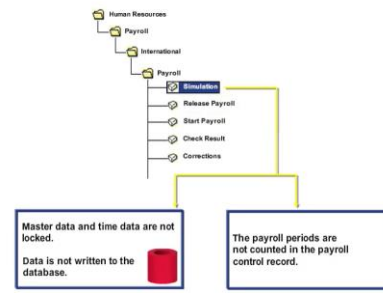 Human Resources
Payroll
International
Payroll
Simulation
Release Payroll
Start Payroll
Check Result
Corrections
Master data and time data are not
locked.
Data is not written to the
database.
The payroll periods are
not counted in the payroll
control record.